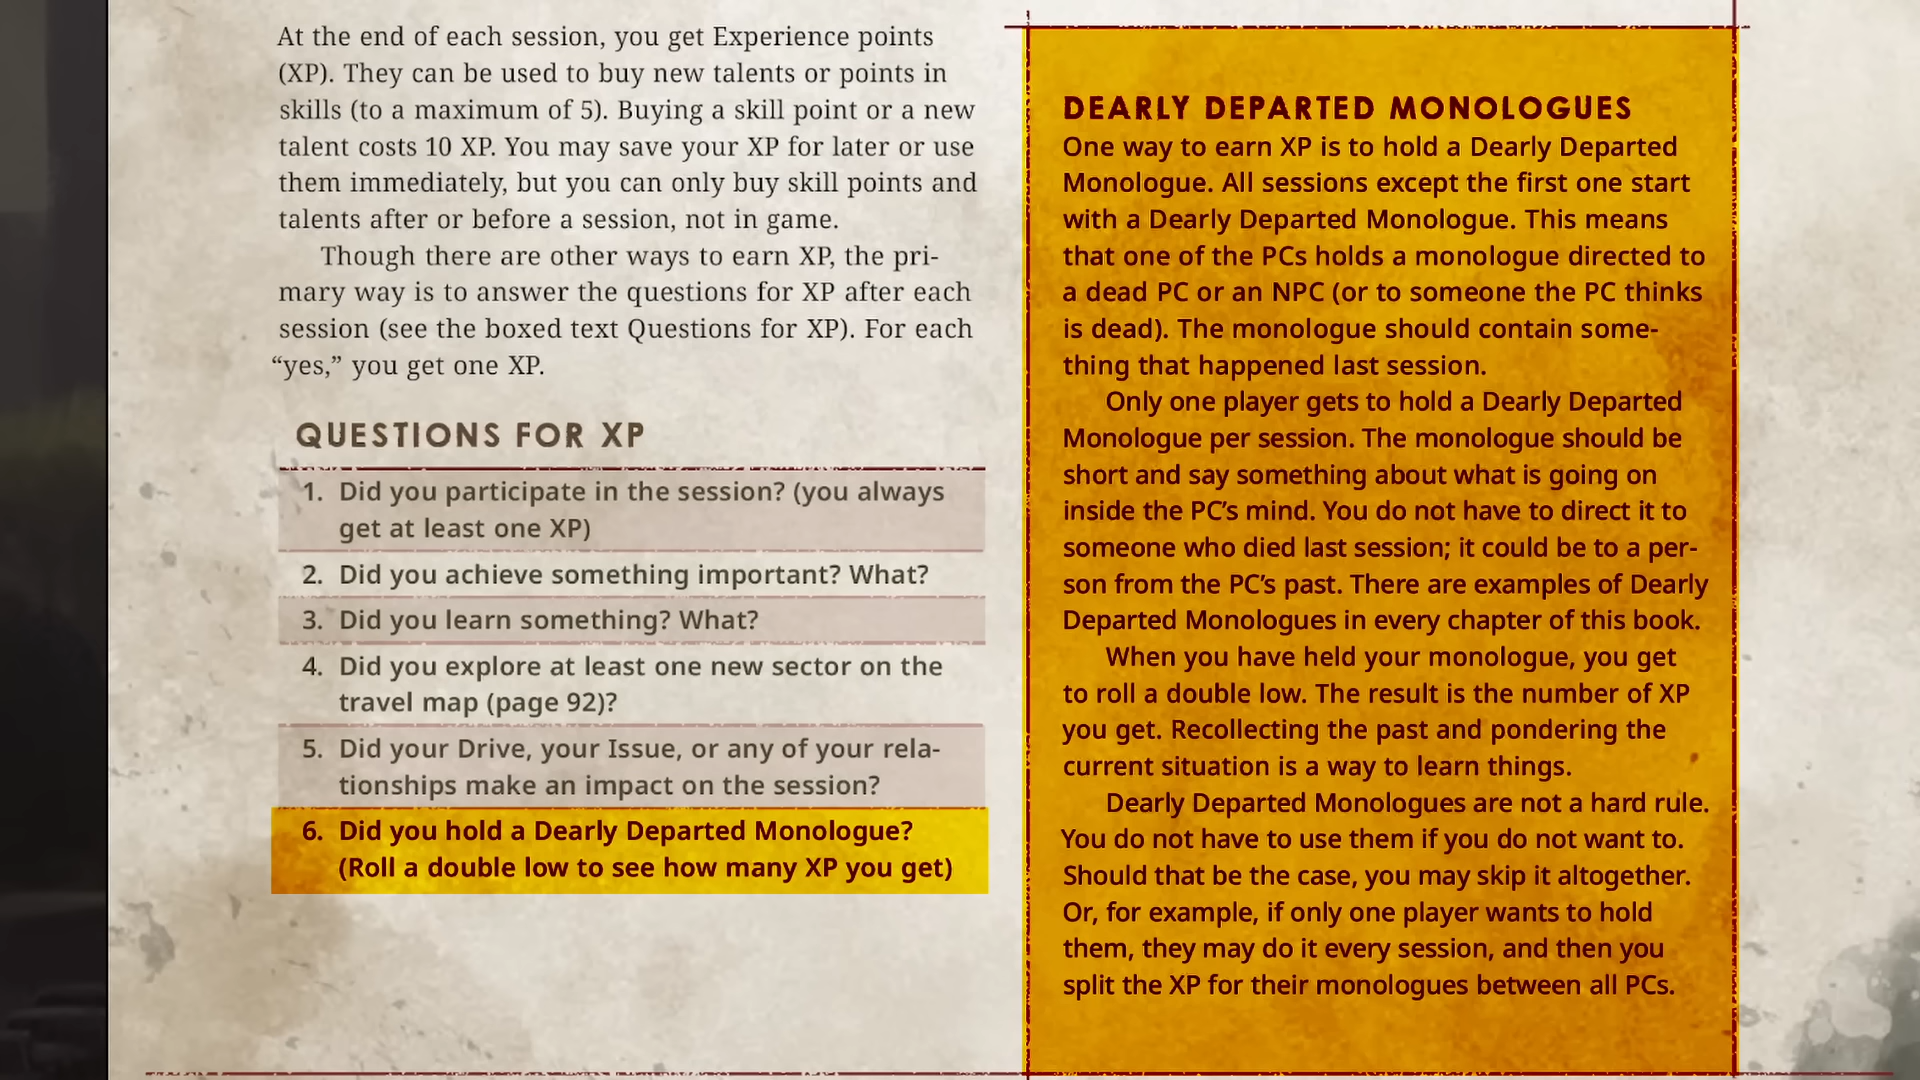 At the end of each session, you get Experience points
(XP). They can be used to buy new talents or points in
skills (to a maximum of 5). Buying a skill point or a new
talent costs 10 XP. You may save your XP for later or use
them immediately, but you can only buy skill points and
talents after or before a session, not in game.
Though there are other ways to earn XP, the pri-
mary way is to answer the questions for XP after each
session (see the boxed text Questions for XP). For each
“yes,” you get one XP.
QUESTIONS FOR XP
1. Did you participate in the session? (you always
get at least one XP)
2. Did you achieve something important? What?
3. Did you learn something? What?
4. Did you explore at least one new sector on the
travel map (page 92)?
5. Did your Drive, your Issue, or any of your rela-
tionships make an impact on the session?
6. Did you hold a Dearly Departed Monologue?
(Roll a double low to see how many XP you get)
DEARLY DEPARTED MONOLOGUES
One way to earn XP is to hold a Dearly Departed
Monologue. All sessions except the first one start
with a Dearly Departed Monologue. This means
that one of the PCs holds a monologue directed to
a dead PC or an NPC (or to someone the PC thinks
is dead). The monologue should contain some-
thing that happened last session.
Only one player gets to hold a Dearly Departed
Monologue per session. The monologue should be
short and say something about what is going on
inside the PC’s mind. You do not have to direct it to
someone who died last session; it could be to a per-
son from the PC’s past. There are examples of Dearly
Departed Monologues in every chapter of this book.
When you have held your monologue, you get
to roll a double low. The result is the number of XP
you get. Recollecting the past and pondering the
current situation is a way to learn things.
Dearly Departed Monologues are not a hard rule.
You do not have to use them if you do not want to.
Should that be the case, you may skip it altogether.
Or, for example, if only one player wants to hold
them, they may do it every session, and then you
split the XP for their monologues between all PCs.